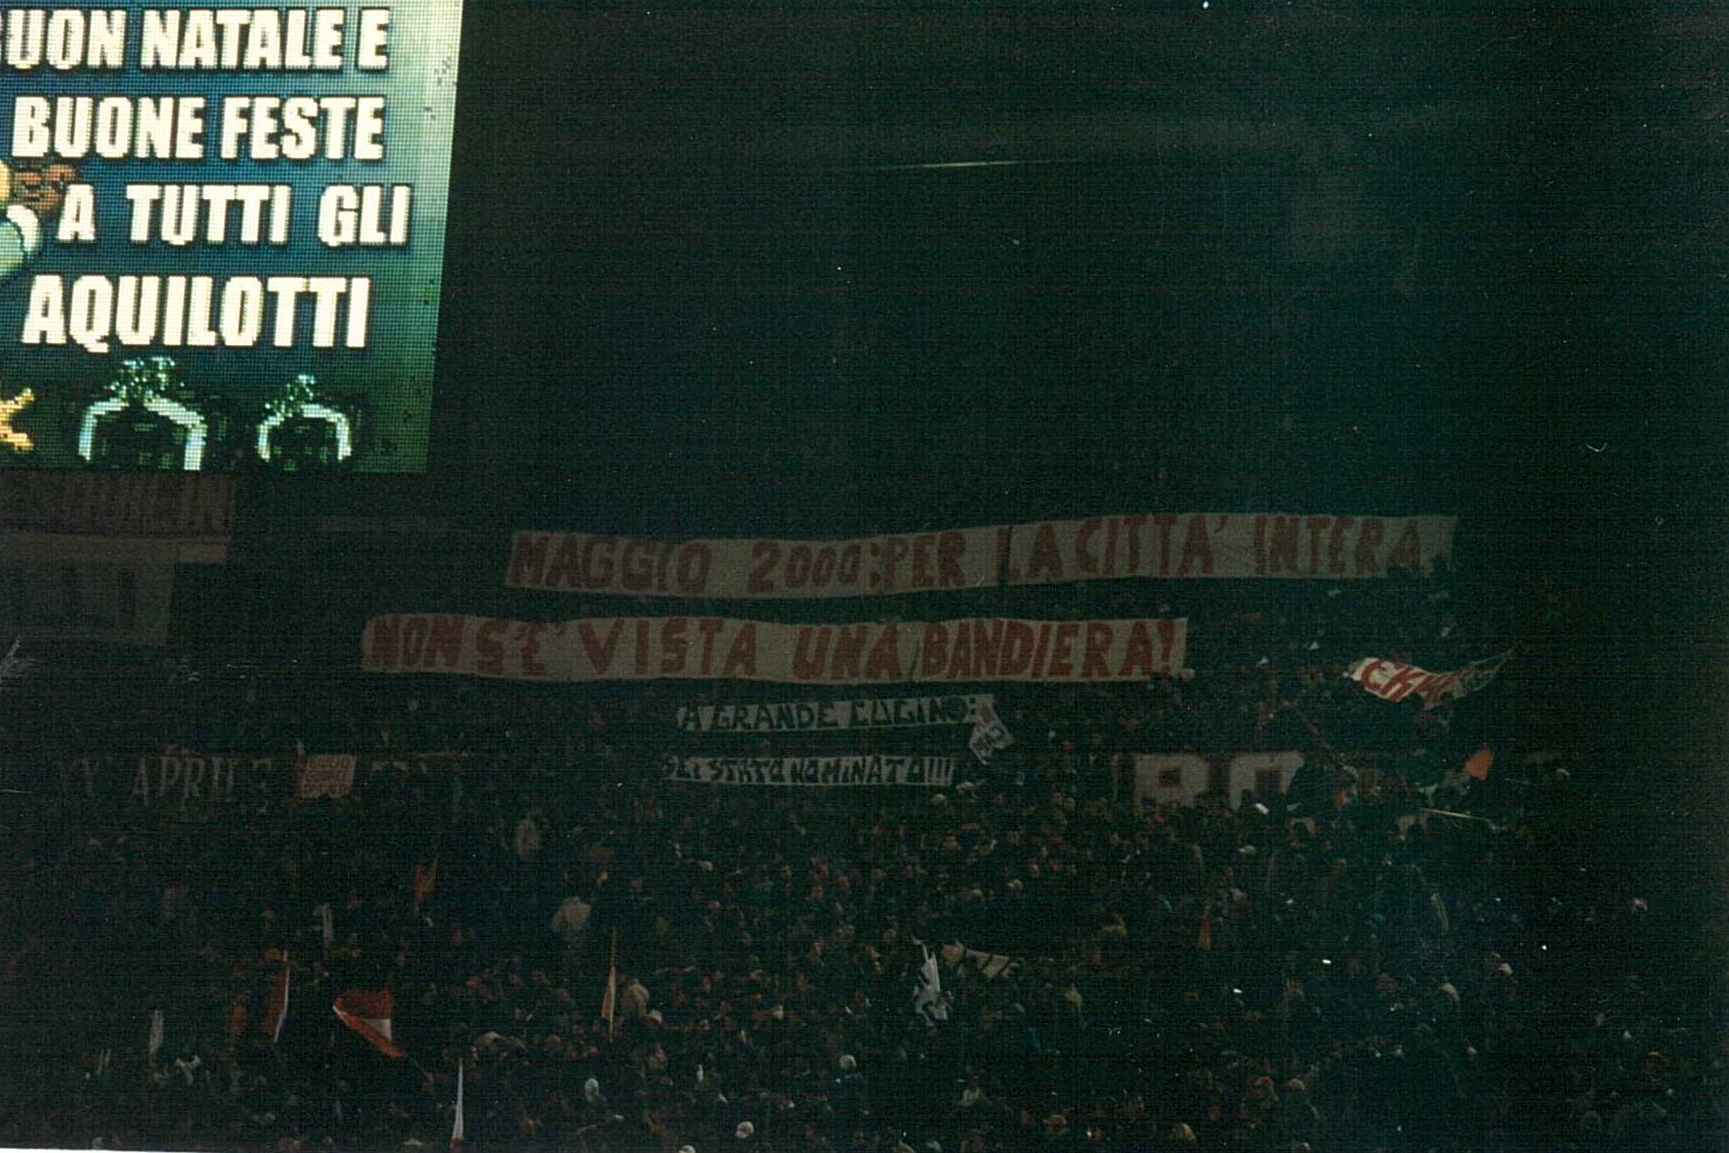 BUON NATALE E
BUONE FESTE
A TUTTI GLI
AQUILOTTI
MAGGIO 2000: PER LA CITTA' INTERA
NON S'E' VISTA UNA BANDIERA!
A GRANDE CUGINO:
SEI STATO NOMINATO!!!
APRILE